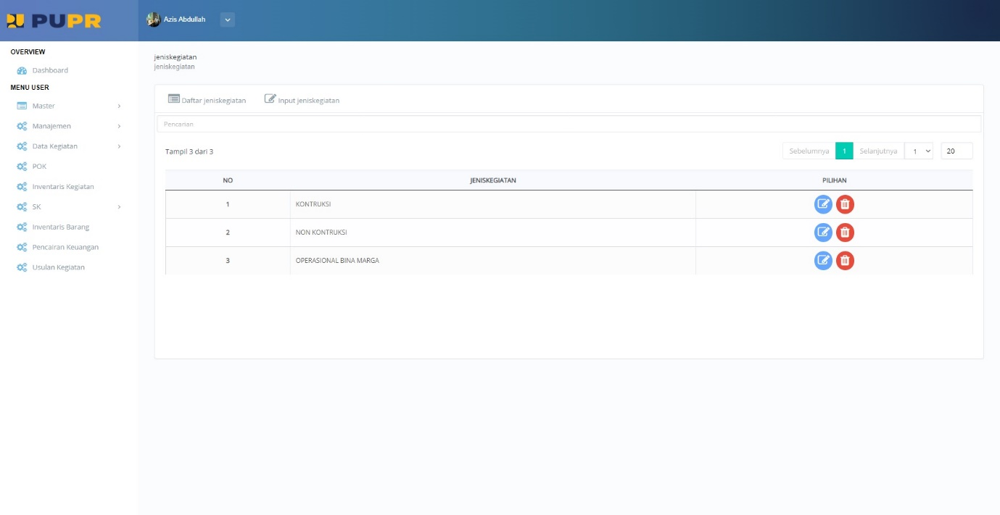 PUPR
Azis Abdullah
OVERVIEW
Dashboard
MENU USER
Master
Manajemen
Data Kegiatan
POK
Inventaris Kegiatan
SK
Inventaris Barang
Pencairan Keuangan
Usulan Kegiatan
jeniskegiatan
jeniskegiatan
Daftar jeniskegiatan Input jeniskegiatan
Pencarian
Tampil 3 dari 3 Sebelumnya 1 Selanjutnya 1 20
NO JENISKEGIATAN PILIHAN
1 KONTRUKSI
2 NON KONTRUKSI
3 OPERASIONAL BINA MARGA